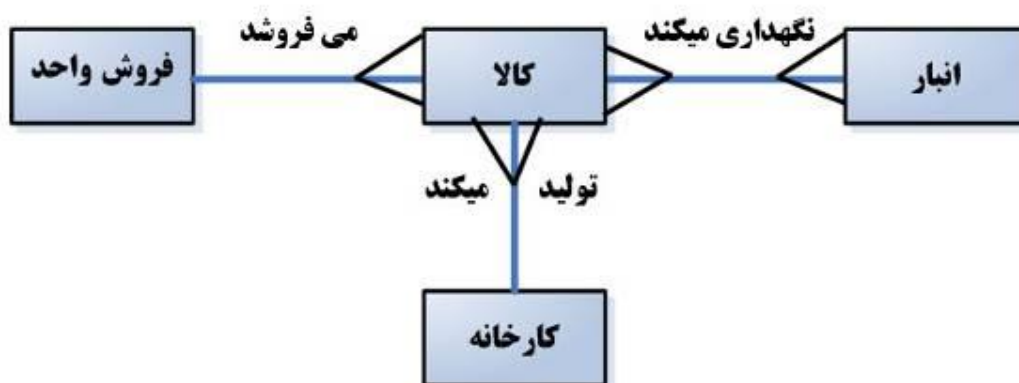 می فروشد
نگهداری میکند
فروش واحد
کالا
انبار
تولید
میکند
کارخانه